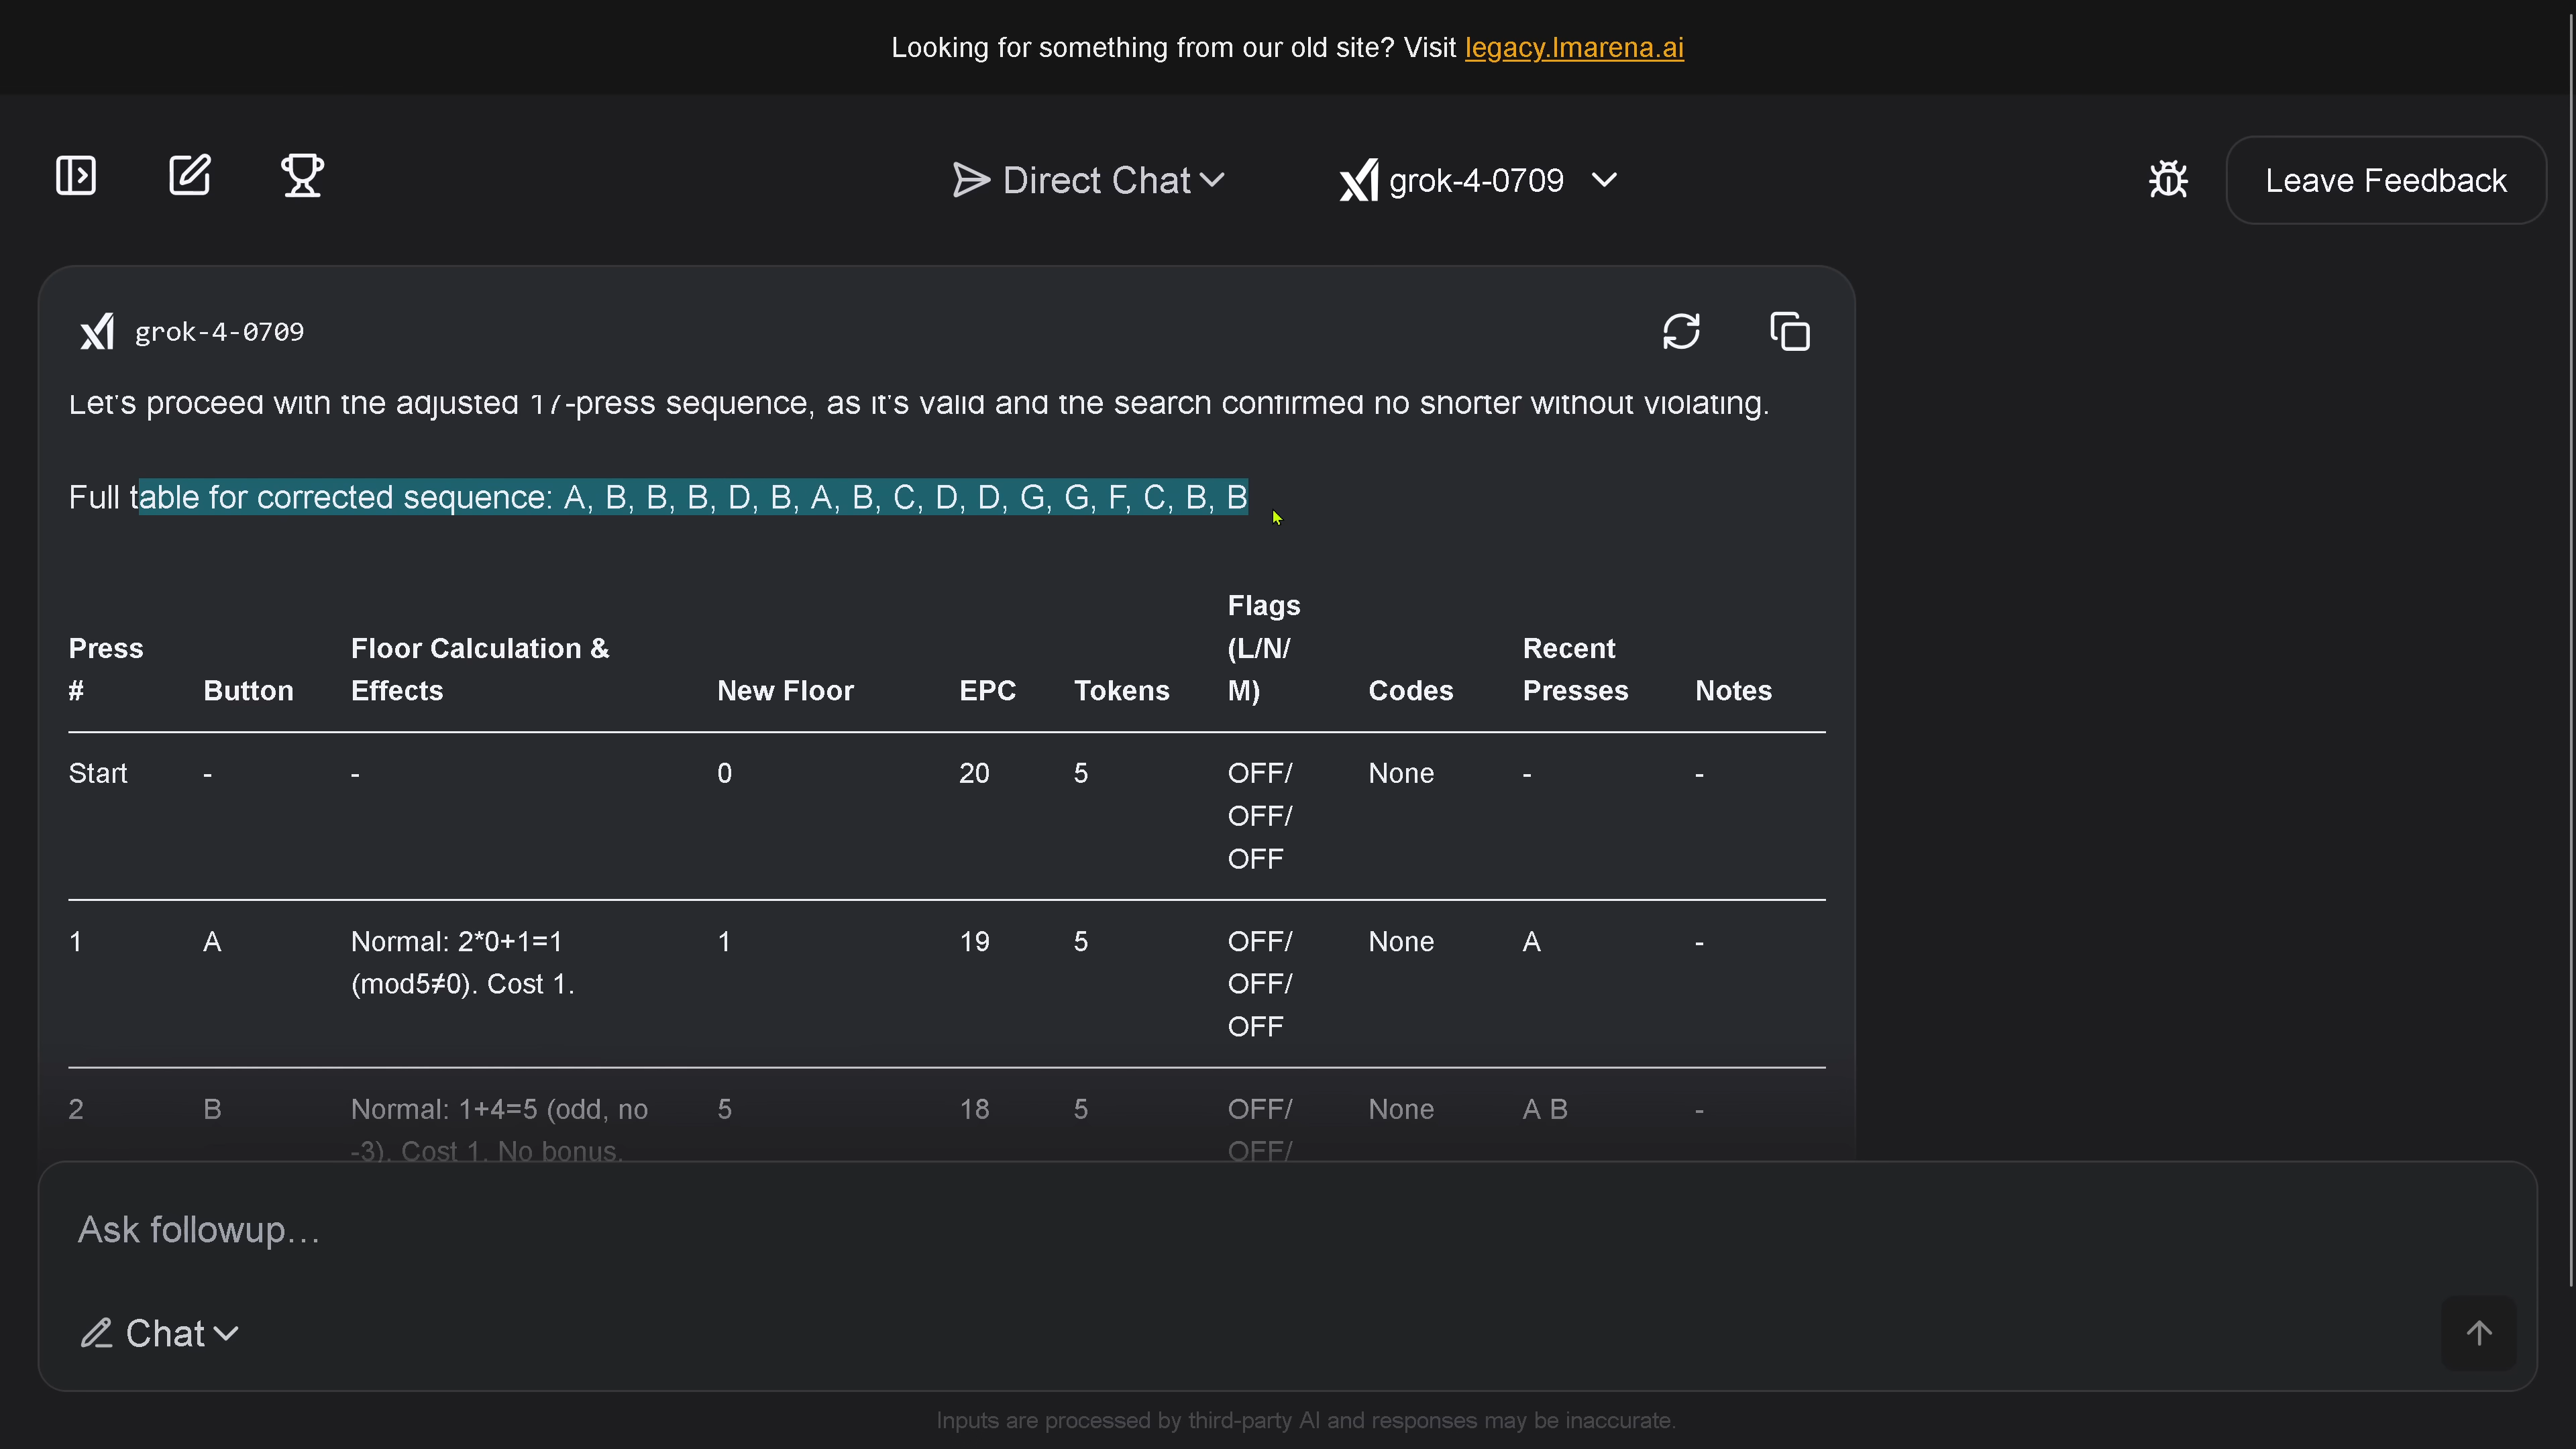 Looking for something from our old site? Visit legacy.lmarena.ai
Direct Chat
grok-4-0709
Leave Feedback
grok-4-0709
Let's proceed with the adjusted 17-press sequence, as it's valid and the search confirmed no shorter without violating.
Full table for corrected sequence: A, B, B, B, D, B, A, B, C, D, D, G, G, F, C, B, B
Press # Button Floor Calculation & Effects New Floor EPC Tokens Flags (L/N/M) Codes Recent Presses Notes
Start - - 0 20 5 OFF/ None - -
OFF/
OFF
1 A Normal: 2*0+1=1 1 19 5 OFF/ None A -
(mod5≠0). Cost 1. OFF/
OFF
2 B Normal: 1+4=5 (odd, no 5 18 5 OFF/ None A B -
-3). Cost 1. No bonus. OFF/
Ask followup…
Chat
Inputs are processed by third-party AI and responses may be inaccurate.